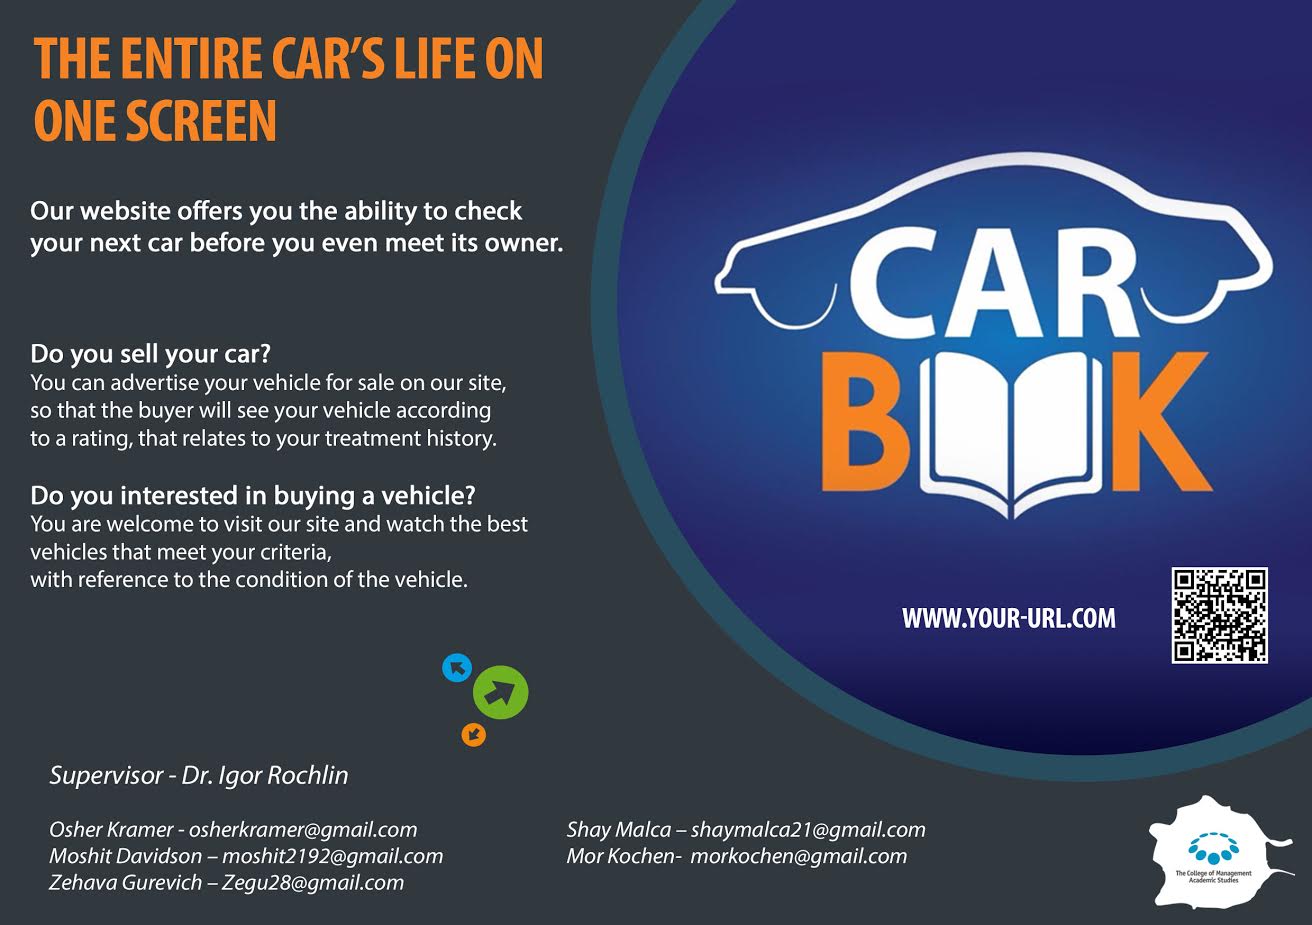 THE ENTIRE CAR'S LIFE ON
ONE SCREEN
Our website offers you the ability to check
your next car before you even meet its owner.
Do you sell your car?
You can advertise your vehicle for sale on our site,
so that the buyer will see your vehicle according
to a rating, that relates to your treatment history.
Do you interested in buying a vehicle?
You are welcome to visit our site and watch the best
vehicles that meet your criteria,
with reference to the condition of the vehicle.
CAR
BOOK
WWW.YOUR-URL.COM
Supervisor - Dr. Igor Rochlin
Osher Kramer - osherkramer@gmail.com
Moshit Davidson – moshit2192@gmail.com
Zehava Gurevich – Zegu28@gmail.com
Shay Malca – shaymalca21@gmail.com
Mor Kochen- morkochen@gmail.com
The College of Management
Academic Studies